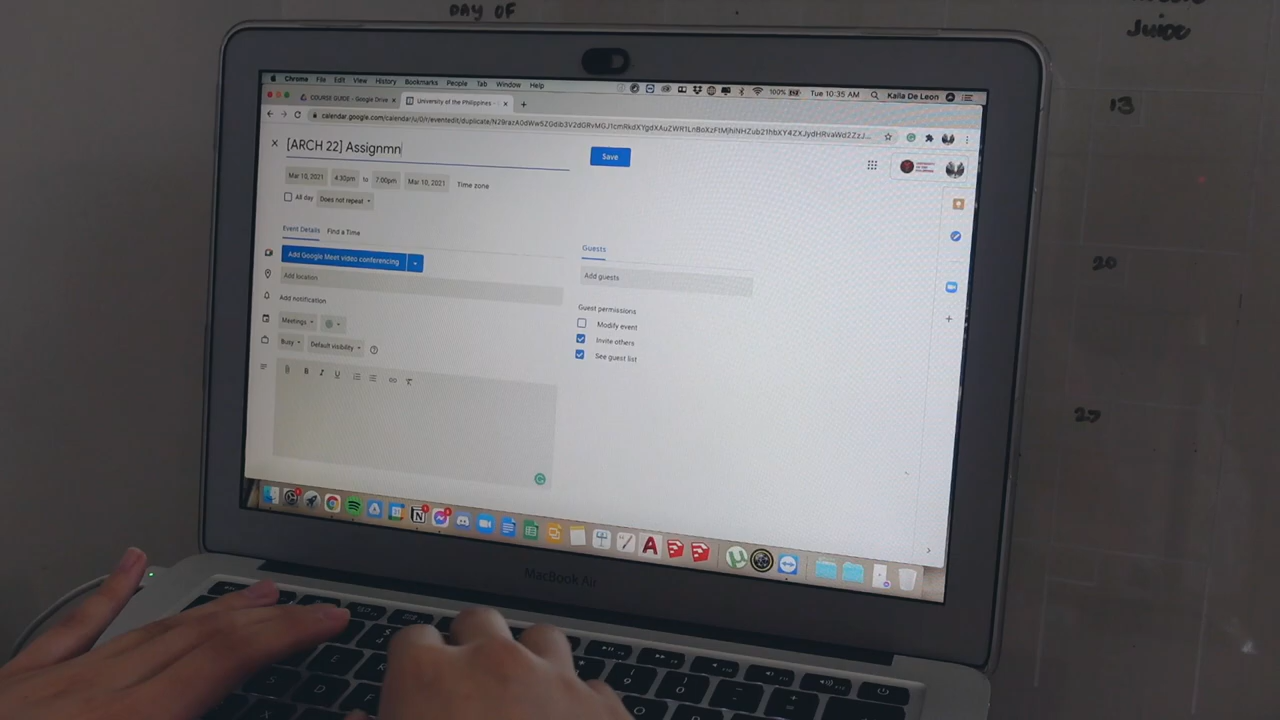 DAY OF
JUICE
13
20
27
Chrome File Edit View History Bookmarks People Tab Window Help
100% Tue 10:35 AM Kaila De Leon
COURSE GUIDE - Google Drive
University of the Philippines -
[ARCH 22] Assignmn
Save
Mar 10, 2021 4:30pm to 7:00pm Mar 10, 2021 Time zone
All day Does not repeat
Event Details Find a Time
Add Google Meet video conferencing
Add location
Add notification
Meetings
Busy Default visibility
B I U
Guests
Add guests
Guest permissions
Modify event
Invite others
See guest list
MacBook Air